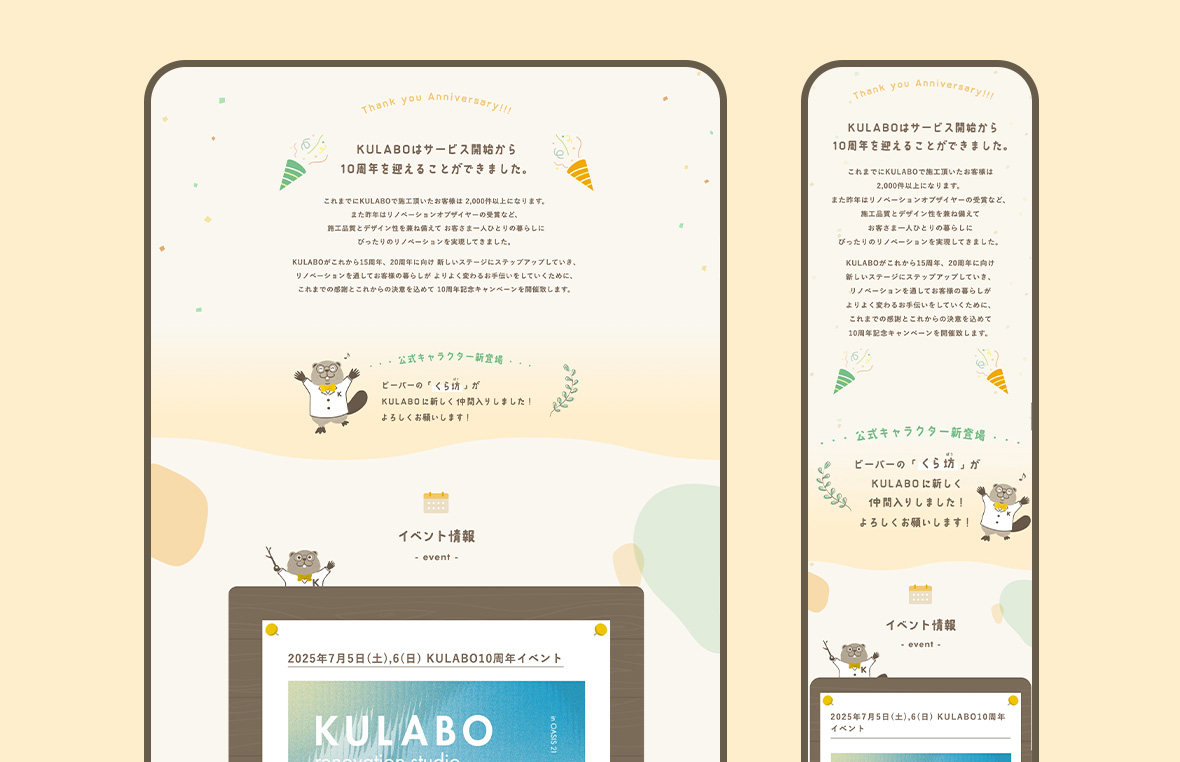 Thank you Anniversary!!!
KULABOはサービス開始から
10周年を迎えることができました。
これまでにKULABOで施工頂いたお客様は 2,000件以上になります。
また昨年はリノベーションオブザイヤーの受賞など、
施工品質とデザイン性を兼ね備えて お客さま一人ひとりの暮らしに
ぴったりのリノベーションを実現してきました。
KULABOがこれから15周年、20周年に向け 新しいステージにステップアップしていき、
リノベーションを通してお客様の暮らしが よりよく変わるお手伝いをしていくために、
これまでの感謝とこれからの決意を込めて 10周年記念キャンペーンを開催致します。
公式キャラクター新登場
ビーバーの「くら坊」が
KULABOに新しく仲間入りしました!
よろしくお願いします!
K
イベント情報
- event -
K
2025年7月5日(土),6(日) KULABO10周年イベント
KULABO
renovation studio
in OASIS 21
Thank you Anniversary!!!
KULABOはサービス開始から
10周年を迎えることができました。
これまでにKULABOで施工頂いたお客様は
2,000件以上になります。
また昨年はリノベーションオブザイヤーの受賞など、
施工品質とデザイン性を兼ね備えて
お客さま一人ひとりの暮らしに
ぴったりのリノベーションを実現してきました。
KULABOがこれから15周年、20周年に向け
新しいステージにステップアップしていき、
リノベーションを通してお客様の暮らしが
よりよく変わるお手伝いをしていくために、
これまでの感謝とこれからの決意を込めて
10周年記念キャンペーンを開催致します。
公式キャラクター新登場
ビーバーの「くら坊」が
KULABOに新しく
仲間入りしました!
よろしくお願いします!
K
イベント情報
- event -
K
2025年7月5日(土),6(日) KULABO10周年
イベント